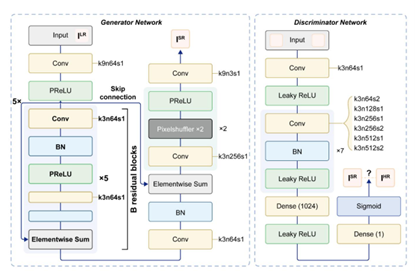 Generator Network
Input I^LR
Conv
k9n64s1
PReLU
Skip
connection
5×
Conv
k3n64s1
BN
PReLU
×5
k3n64s1
Elementwise Sum
B residual blocks
I^SR
Conv
k9n3s1
PReLU
Pixelshuffler ×2
×2
Conv
k3n256s1
Elementwise Sum
BN
Conv
k3n64s1
Discriminator Network
Input
Conv
k3n64s1
Leaky ReLU
Conv
k3n64s2
k3n128s1
k3n256s1
k3n256s2
k3n512s1
k3n512s2
BN
×7
Leaky ReLU
I^SR ? I^HR
Dense (1024)
Sigmoid
Leaky ReLU
Dense (1)